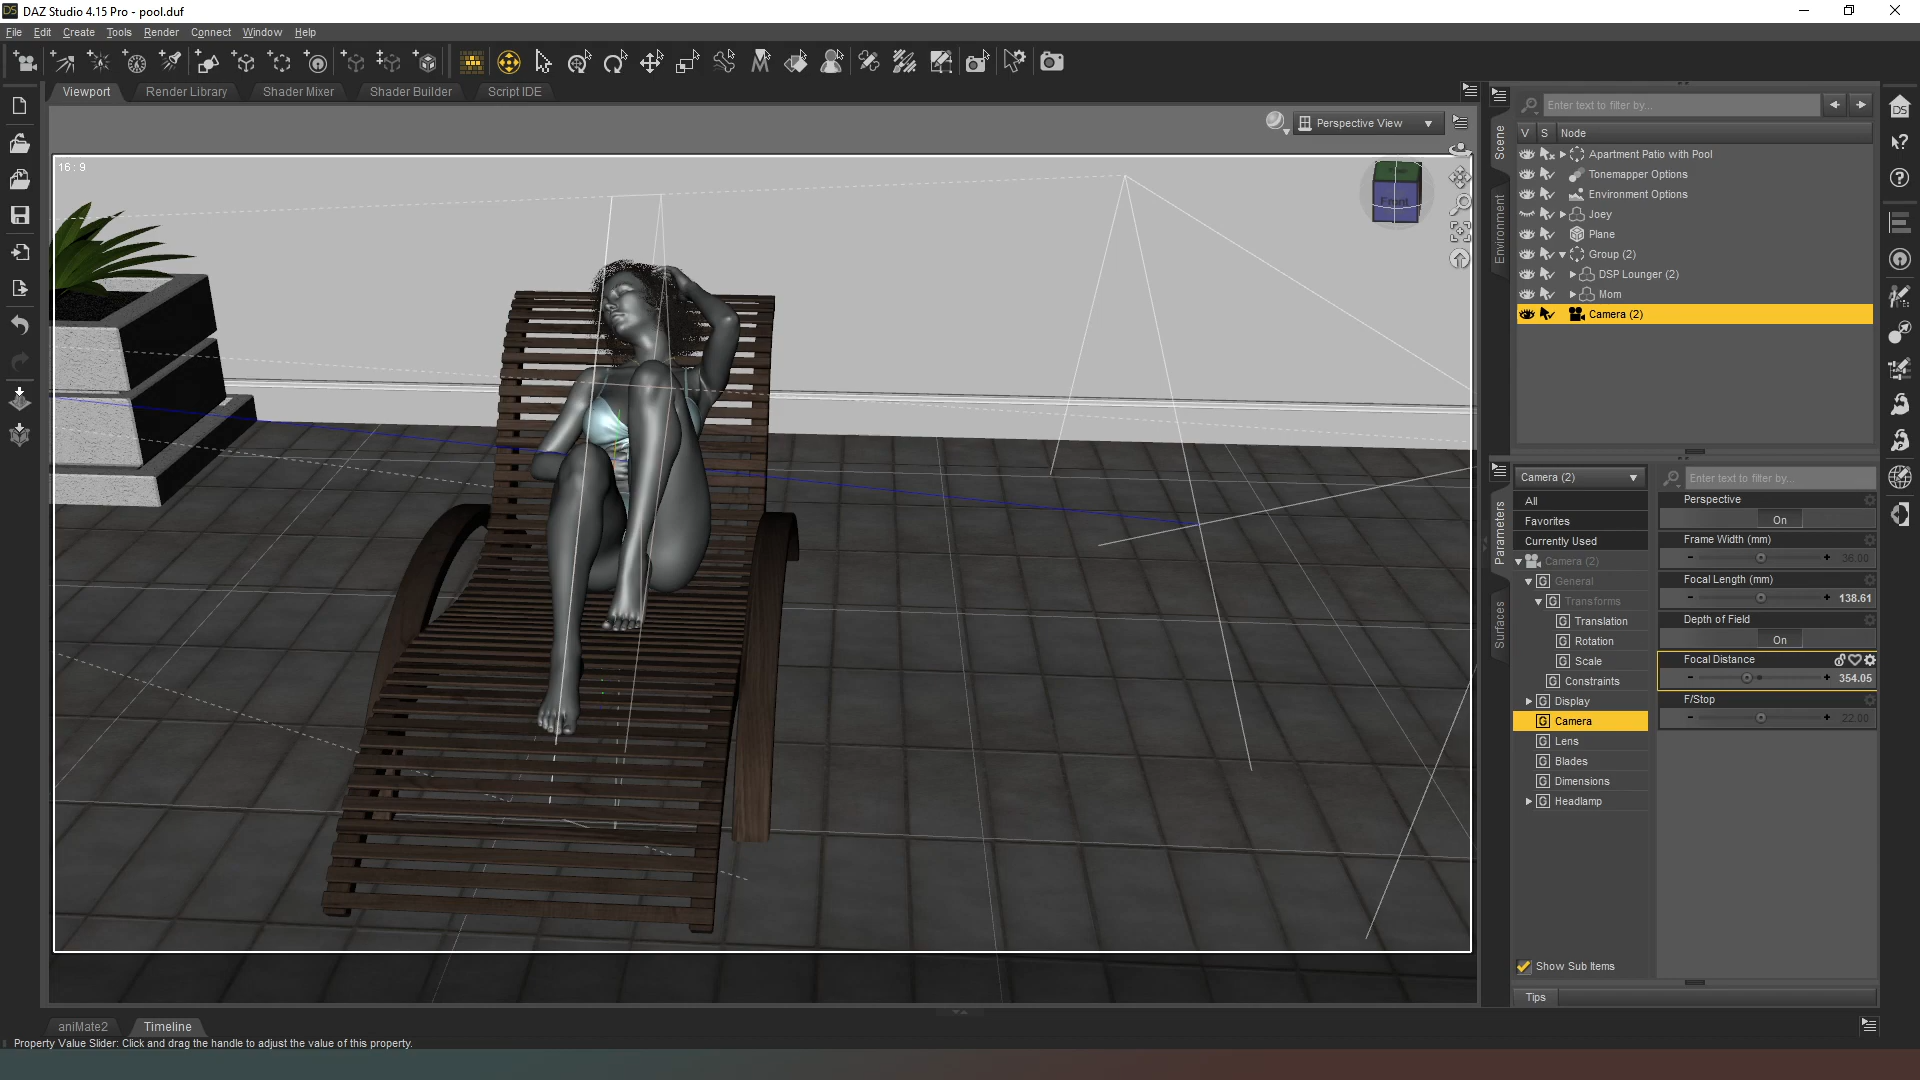 DAZ Studio 4.15 Pro - pool.duf
File Edit Create Tools Render Connect Window Help
Viewport Render Library Shader Mixer Shader Builder Script IDE
Perspective View
16 : 9
Front
Scene
Environment
Enter text to filter by...
V S Node
Apartment Patio with Pool
Tonemapper Options
Environment Options
Joey
Plane
Group (2)
DSP Lounger (2)
Mom
Camera (2)
Parameters
Surfaces
Camera (2)
All
Favorites
Currently Used
Camera (2)
General
Transforms
Translation
Rotation
Scale
Constraints
Display
Camera
Lens
Blades
Dimensions
Headlamp
Show Sub Items
Enter text to filter by...
Perspective
On
Frame Width (mm)
36.00
Focal Length (mm)
138.61
Depth of Field
On
Focal Distance
354.05
F/Stop
22.00
Tips
aniMate2 Timeline
Property Value Slider: Click and drag the handle to adjust the value of this property.